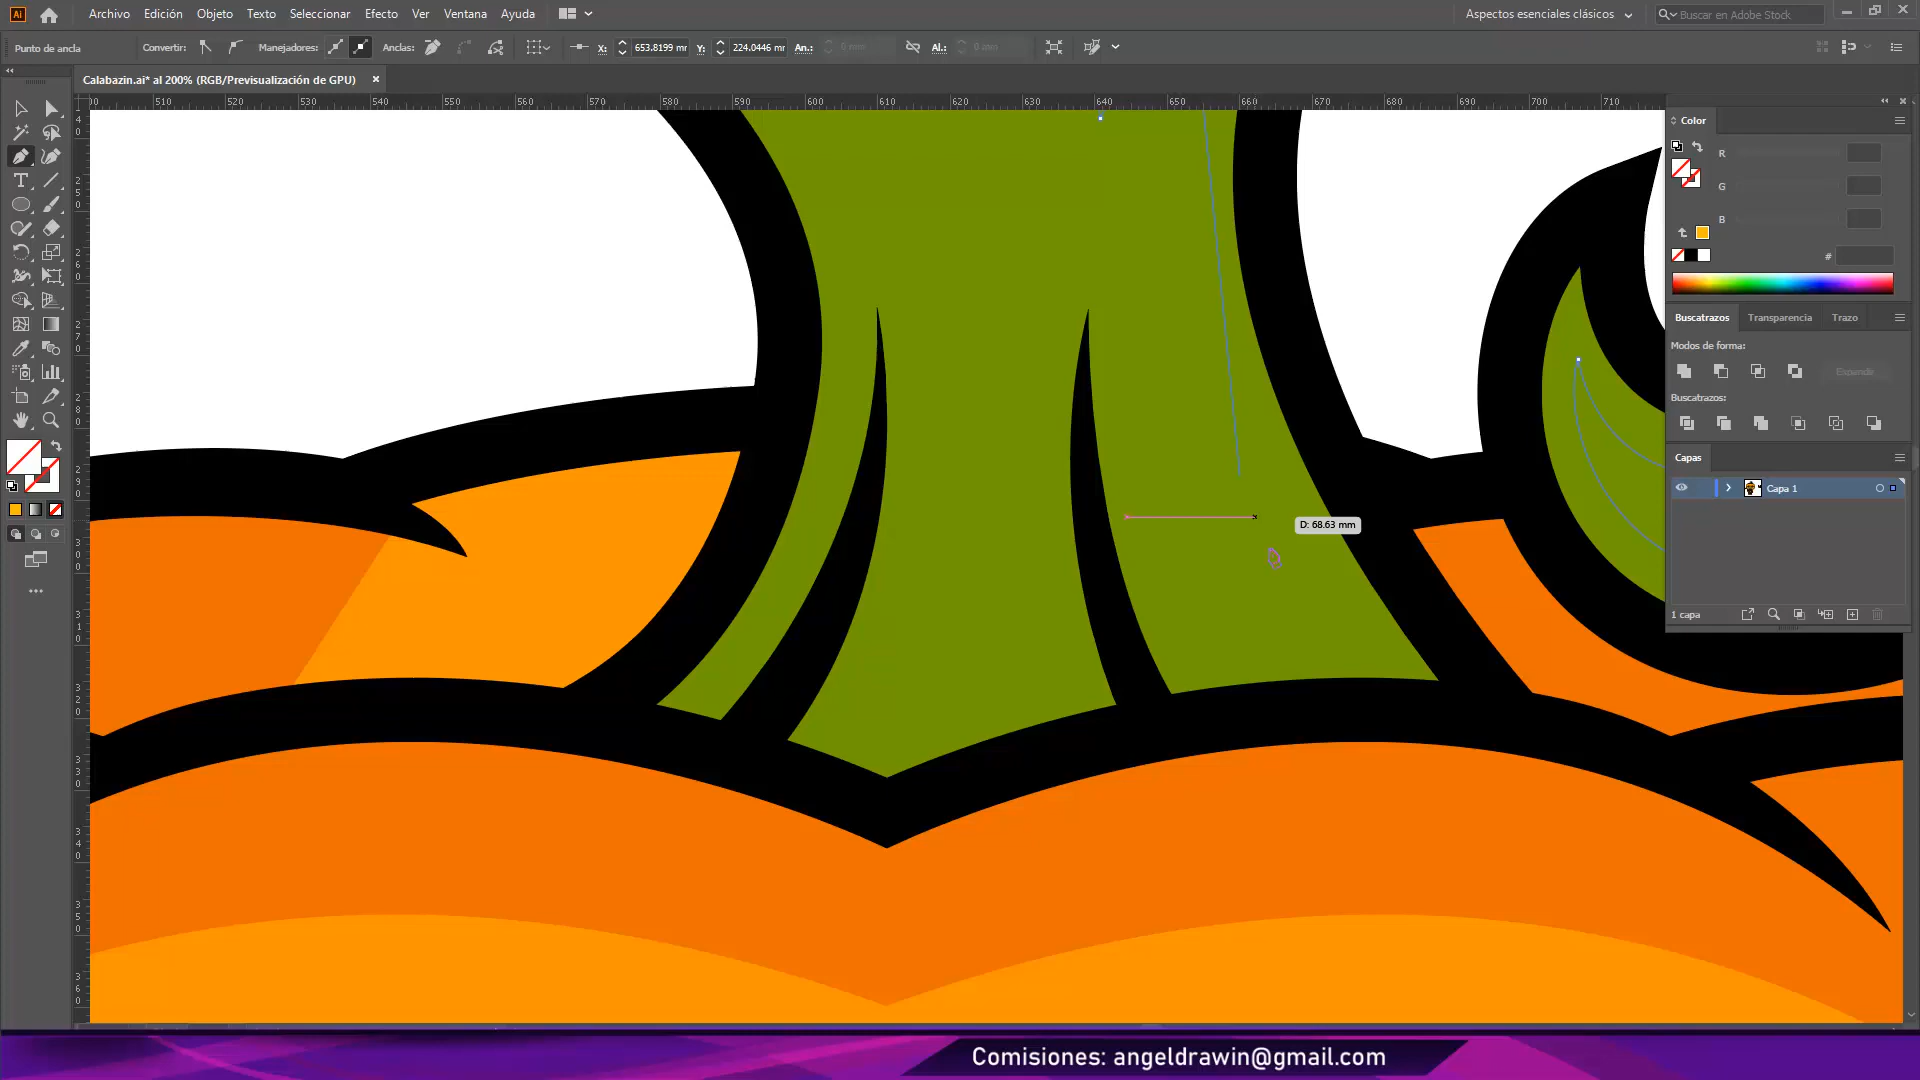 Ai Archivo Edición Objeto Texto Seleccionar Efecto Ver Ventana Ayuda Aspectos esenciales clásicos Buscar en Adobe Stock
Punto de ancla Convertir: Manejadores: Anclas: X: 653.8199 mr Y: 224.0446 mr An.: 0 mm Al.: 0 mm
Calabazin.ai* al 200% (RGB/Previsualización de GPU)
510 520 530 540 550 560 570 580 590 600 610 620 630 640 650 660 670 680 690 700 710
Color
R
G
B
#
Buscatrazos Transparencia Trazo
Modos de forma:
Expandir
Buscatrazos:
Capas
Capa 1
D: 68.63 mm
1 capa
Comisiones: angeldrawin@gmail.com